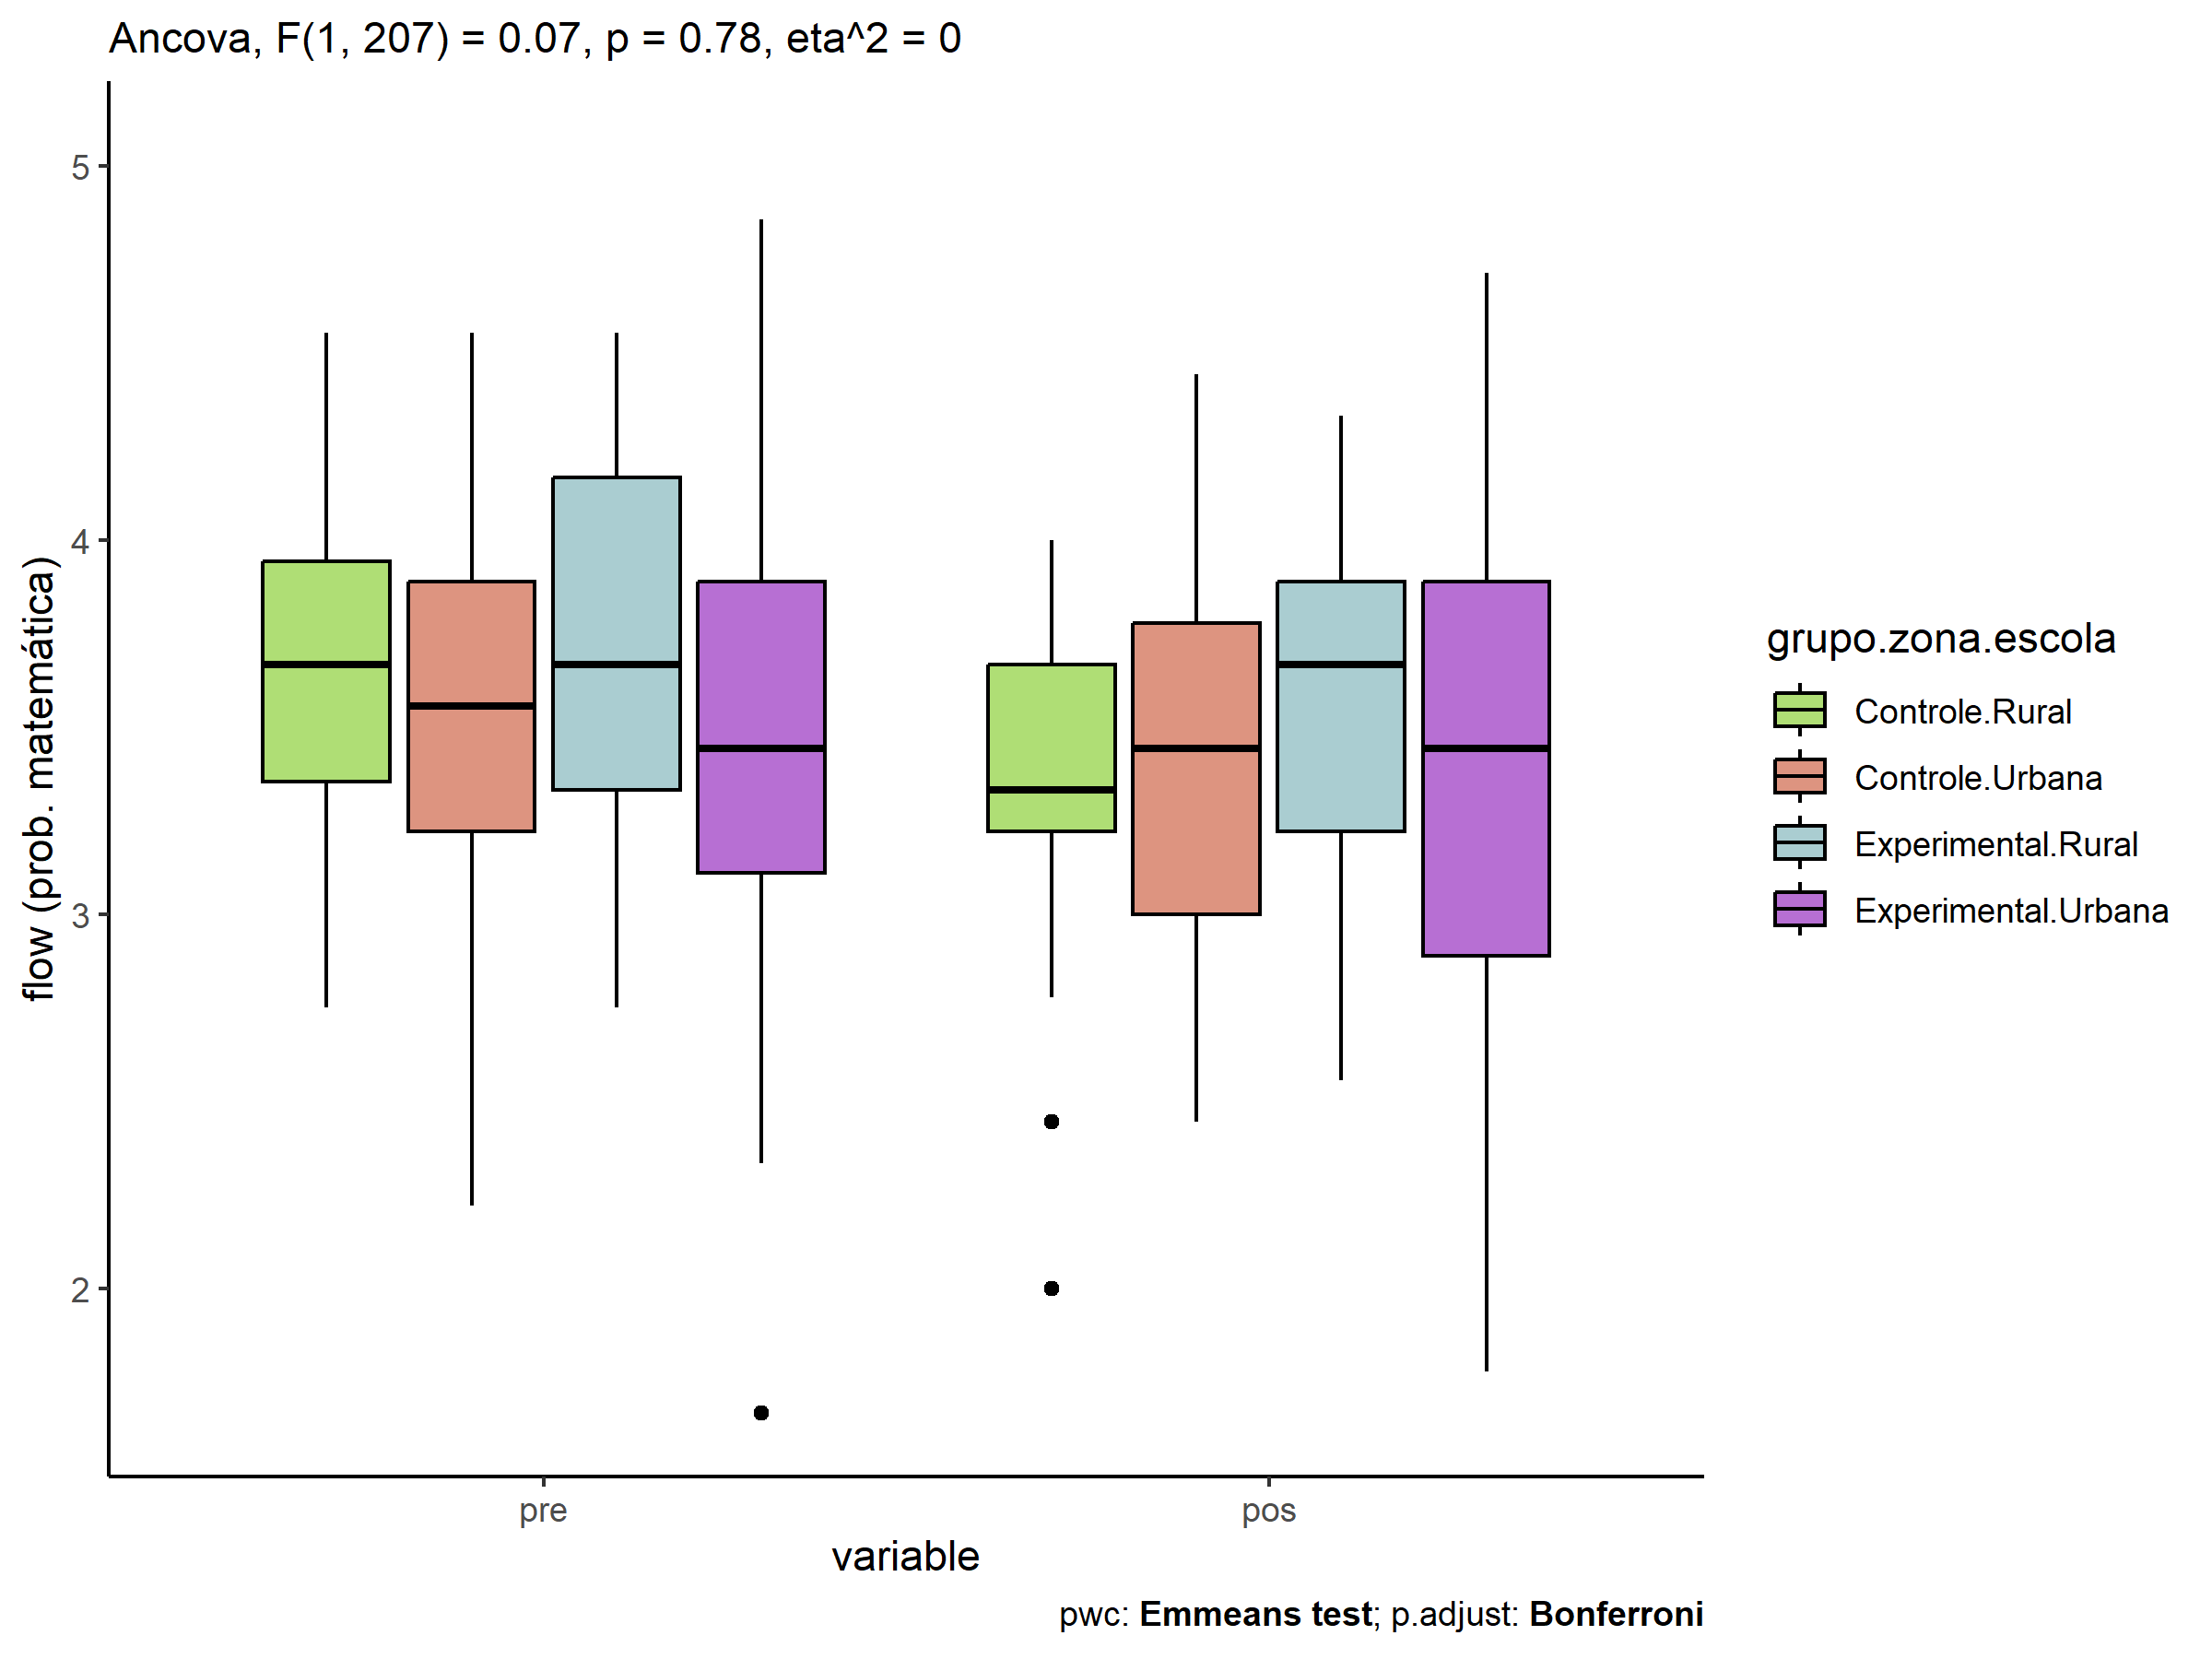 Ancova, F(1, 207) = 0.07, p = 0.78, eta^2 = 0
flow (prob. matemática)
5
4
3
2
pre
pos
variable
grupo.zona.escola
Controle.Rural
Controle.Urbana
Experimental.Rural
Experimental.Urbana
pwc: Emmeans test; p.adjust: Bonferroni